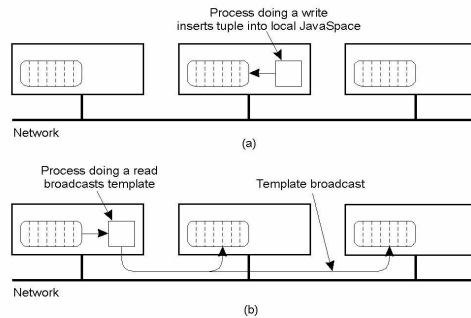 Process doing a write
inserts tuple into local JavaSpace
Network
(a)
Process doing a read
broadcasts template
Template broadcast
Network
(b)